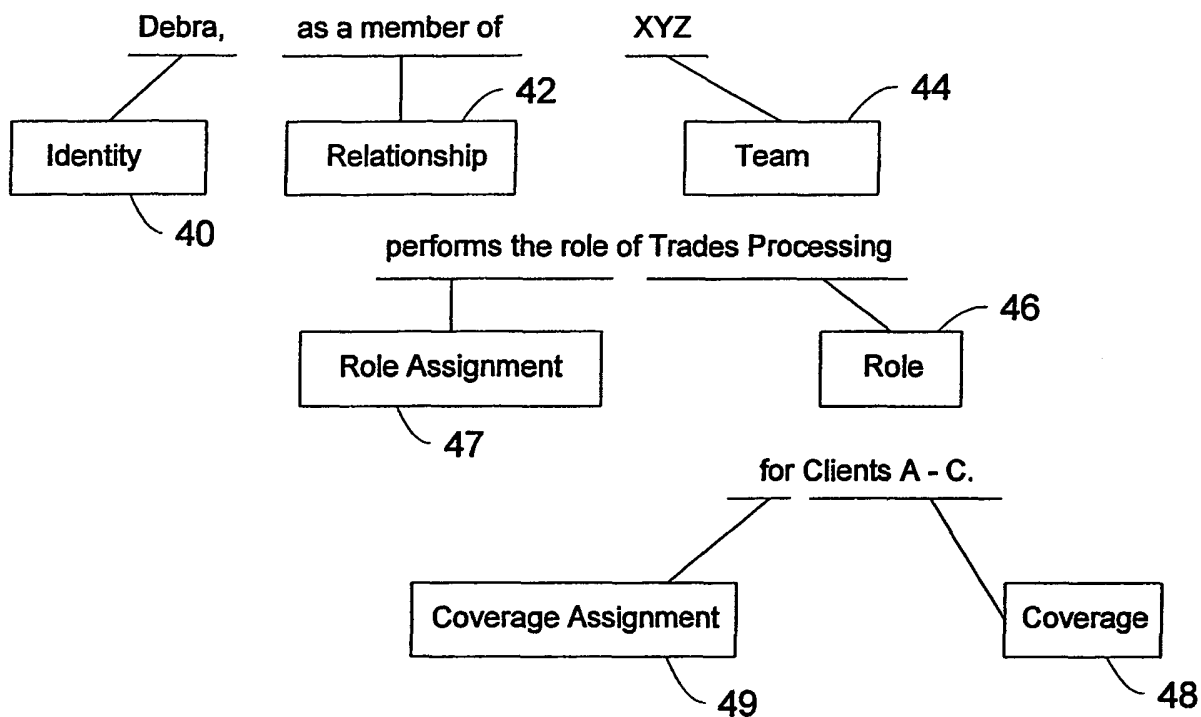 Debra, as a member of XYZ
42 44
Identity Relationship Team
40
performs the role of Trades Processing
46
Role Assignment Role
47
for Clients A - C.
Coverage Assignment Coverage
49 48